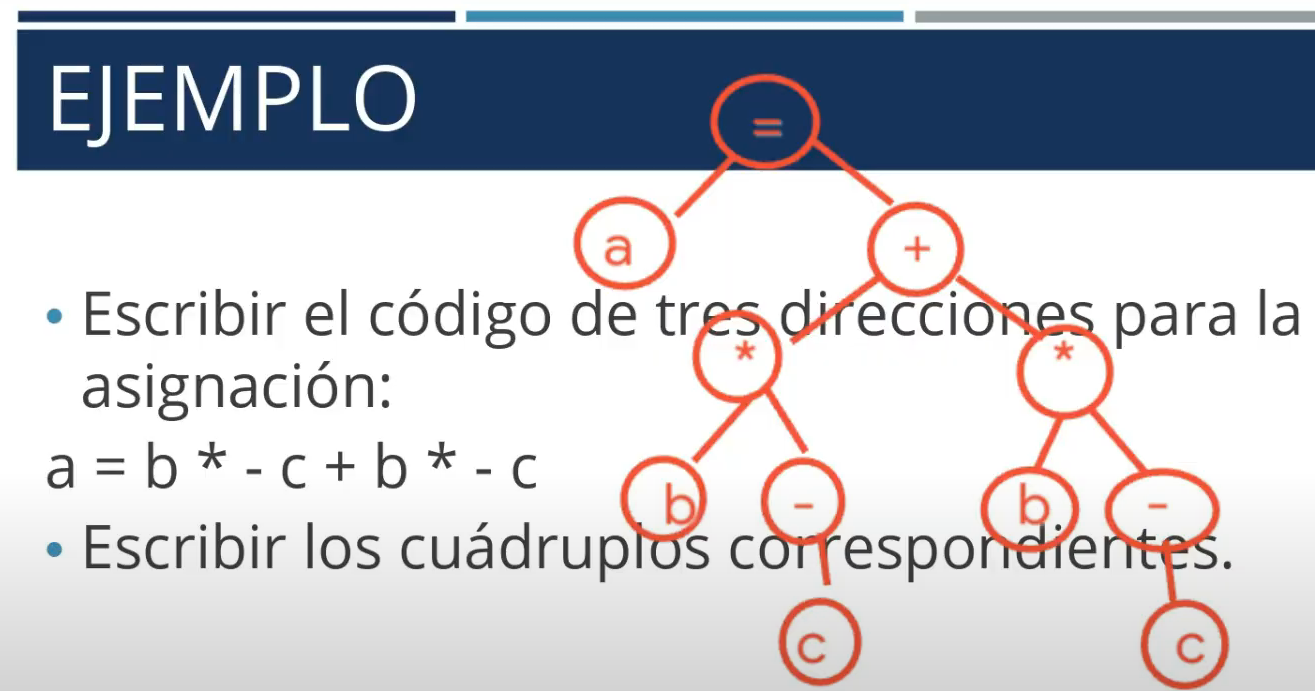 EJEMPLO
=
a
+
• Escribir el código de tres direcciones para la
*
*
asignación:
a = b * - c + b * - c
b
-
b
-
• Escribir los cuádruplos correspondientes.
c
c